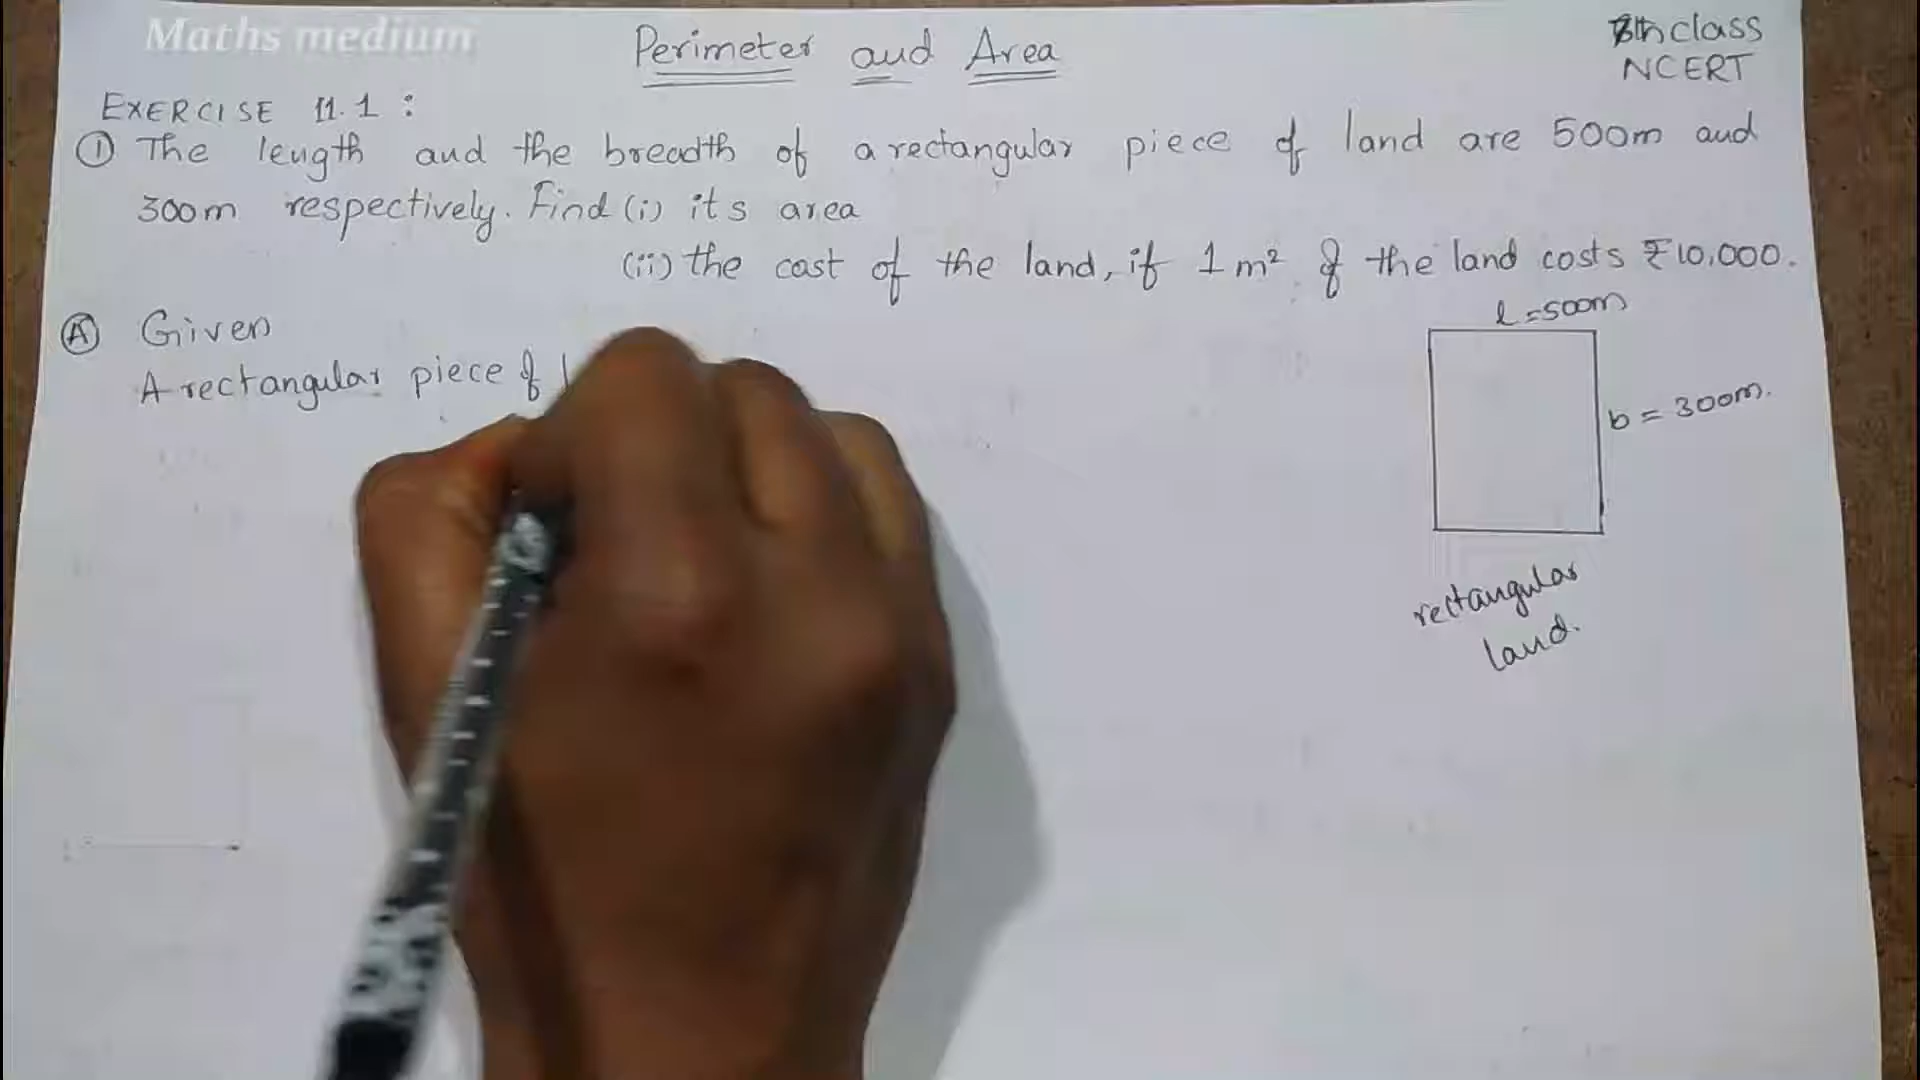 Maths medium
Perimeter and Area
7th class
NCERT
EXERCISE 11.1 :
① The length and the breadth of a rectangular piece of land are 500m and
300m respectively. Find (i) its area
(ii) the cost of the land, if 1 m² of the land costs ₹10,000.
Ⓐ Given
A rectangular piece of
l = 500m
b = 300m.
rectangular
land.